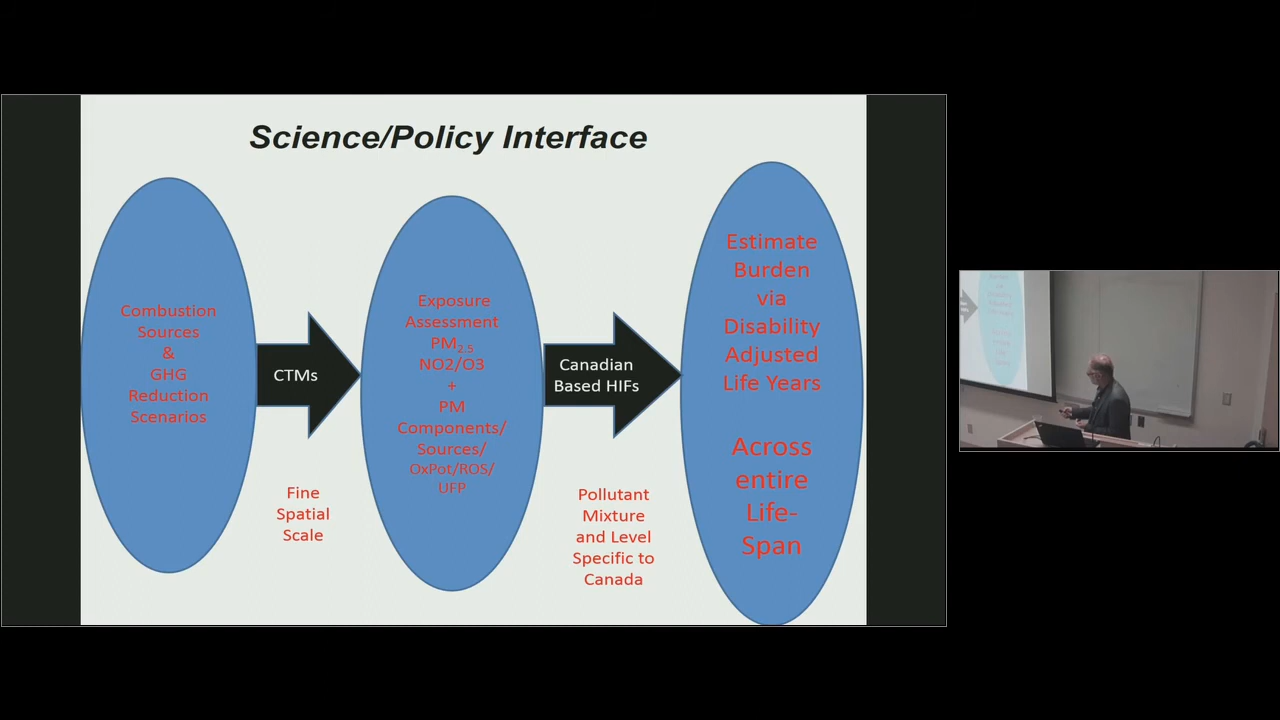 Science/Policy Interface
Combustion
Sources
&
GHG
Reduction
Scenarios
CTMs
Fine
Spatial
Scale
Exposure
Assessment
PM2.5
NO2/O3
+
PM
Components/
Sources/
OxPot/ROS/
UFP
Canadian
Based HIFs
Pollutant
Mixture
and Level
Specific to
Canada
Estimate
Burden
via
Disability
Adjusted
Life Years
Across
entire
Life-
Span